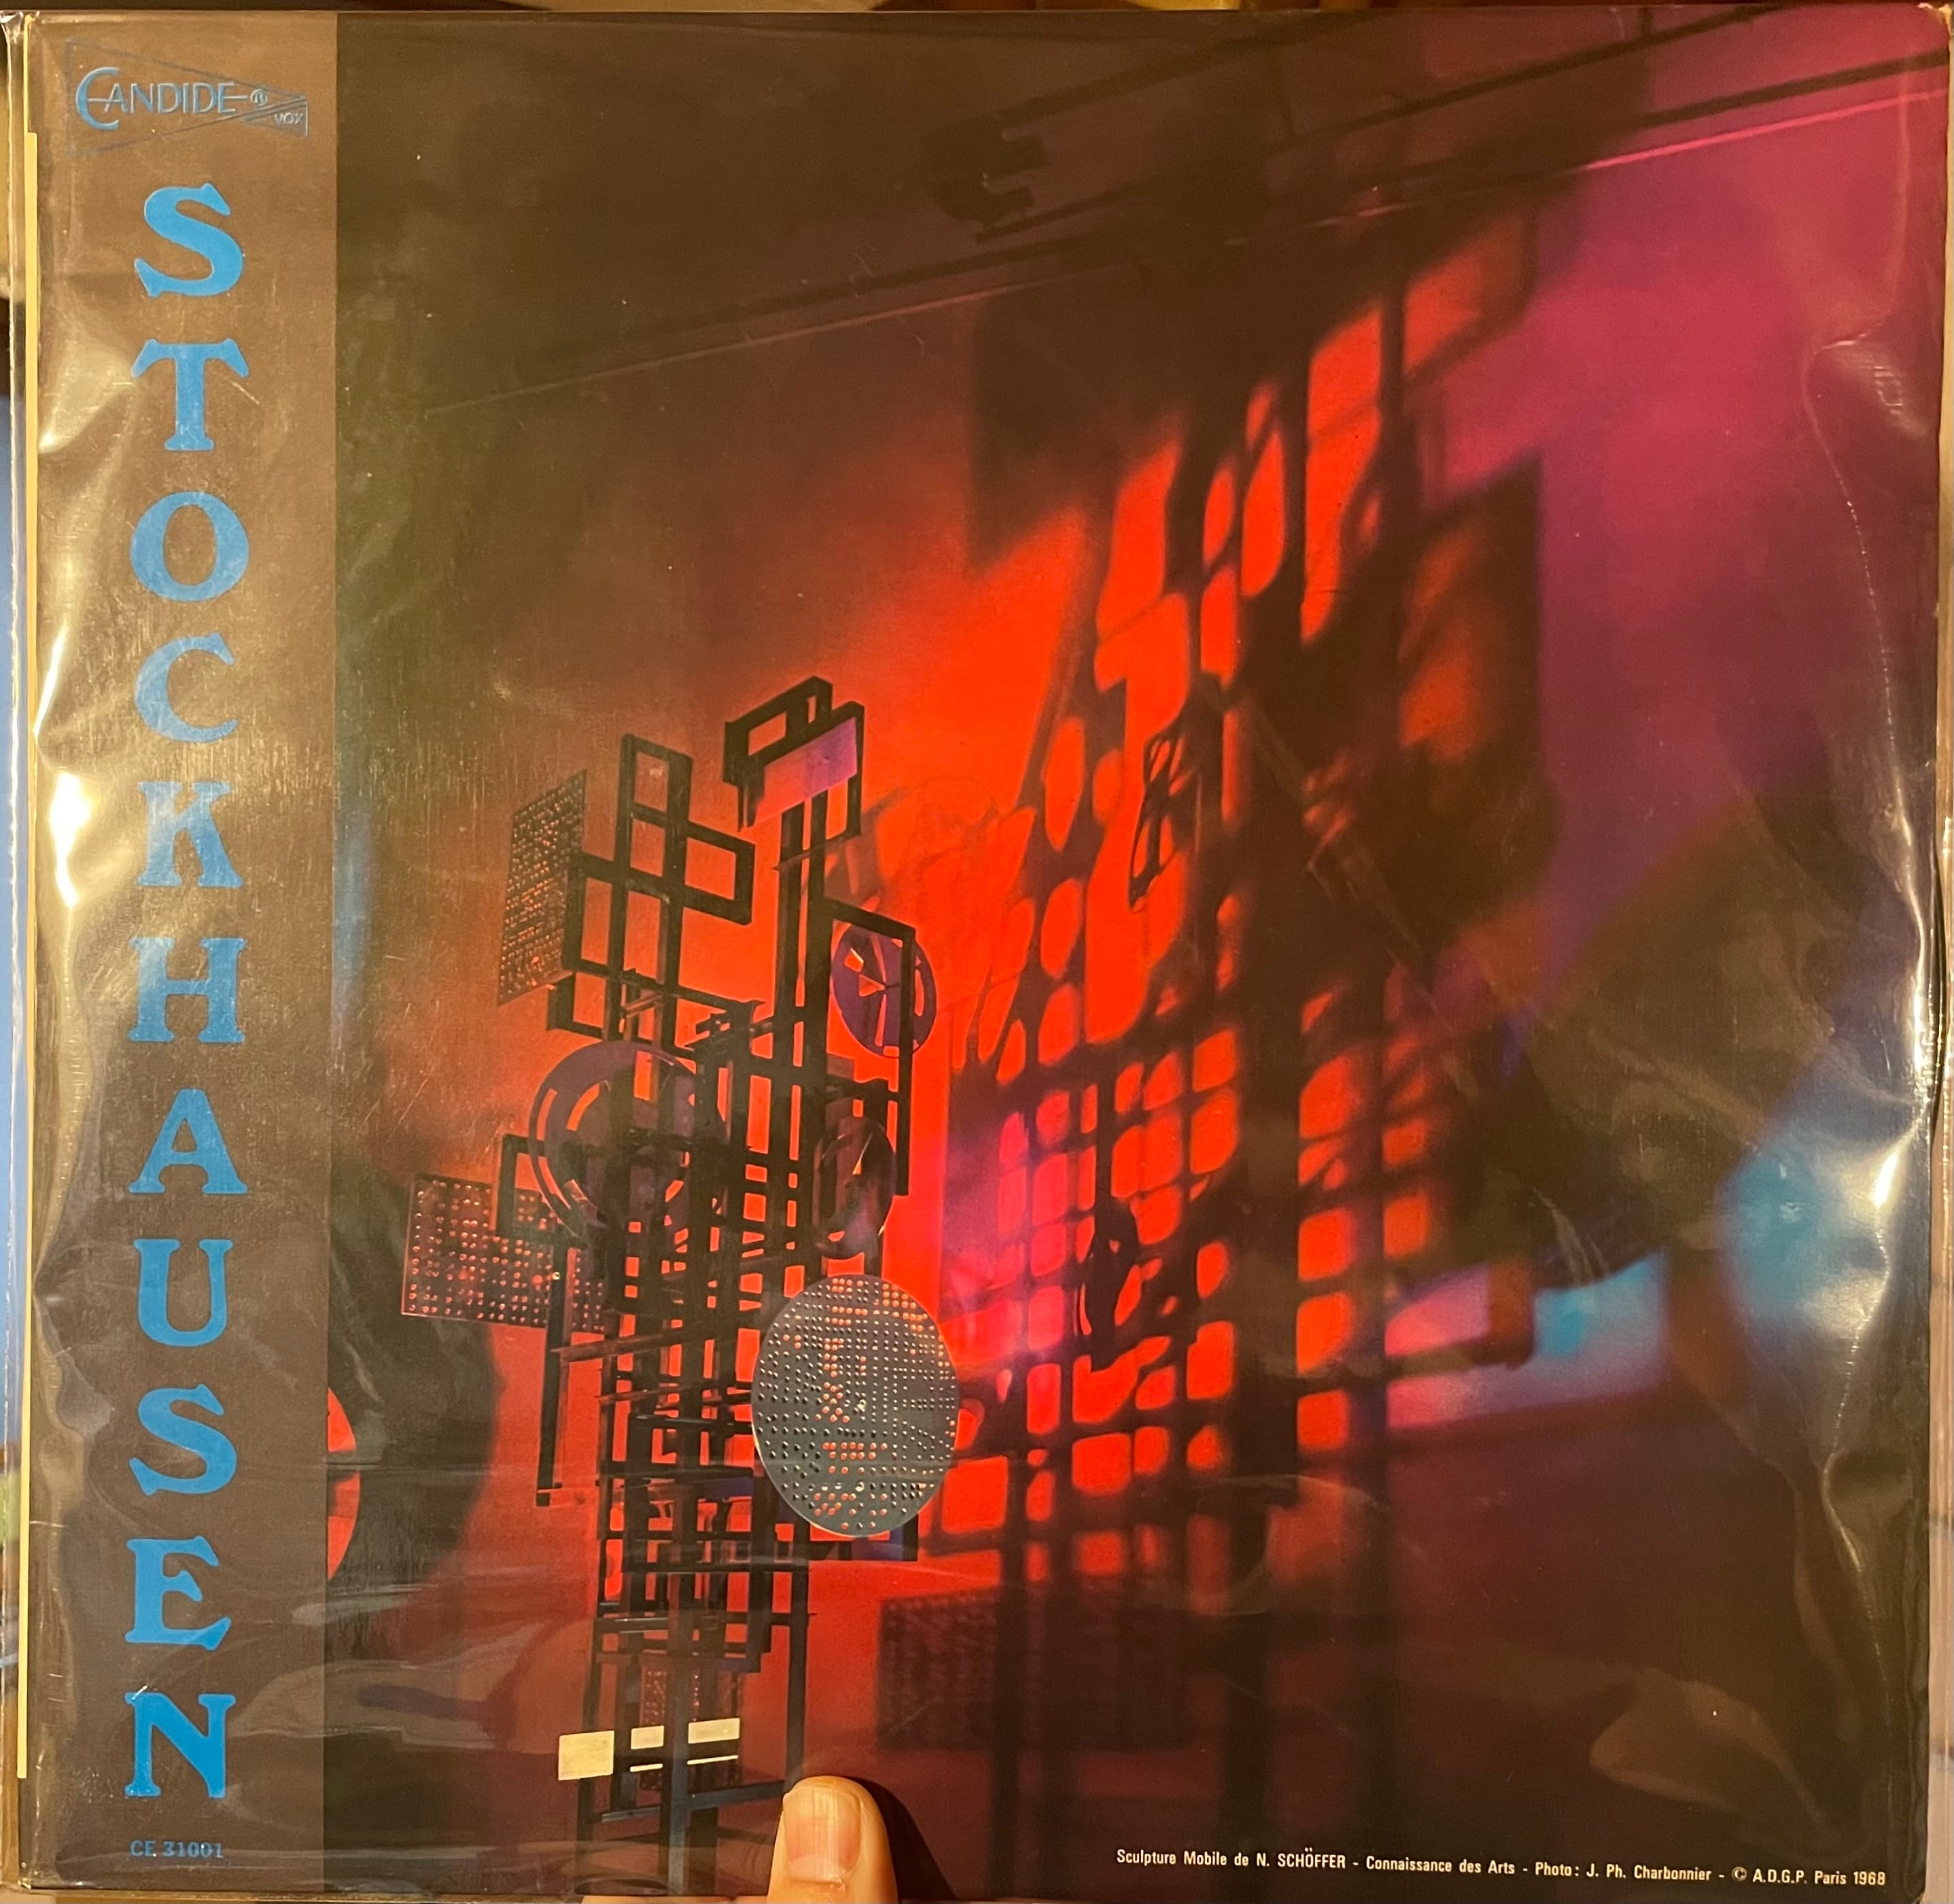 CANDIDE ®
VOX
STOCKHAUSEN
CE 31001
Sculpture Mobile de N. SCHÖFFER - Connaissance des Arts - Photo: J. Ph. Charbonnier - © A.D.G.P. Paris 1968